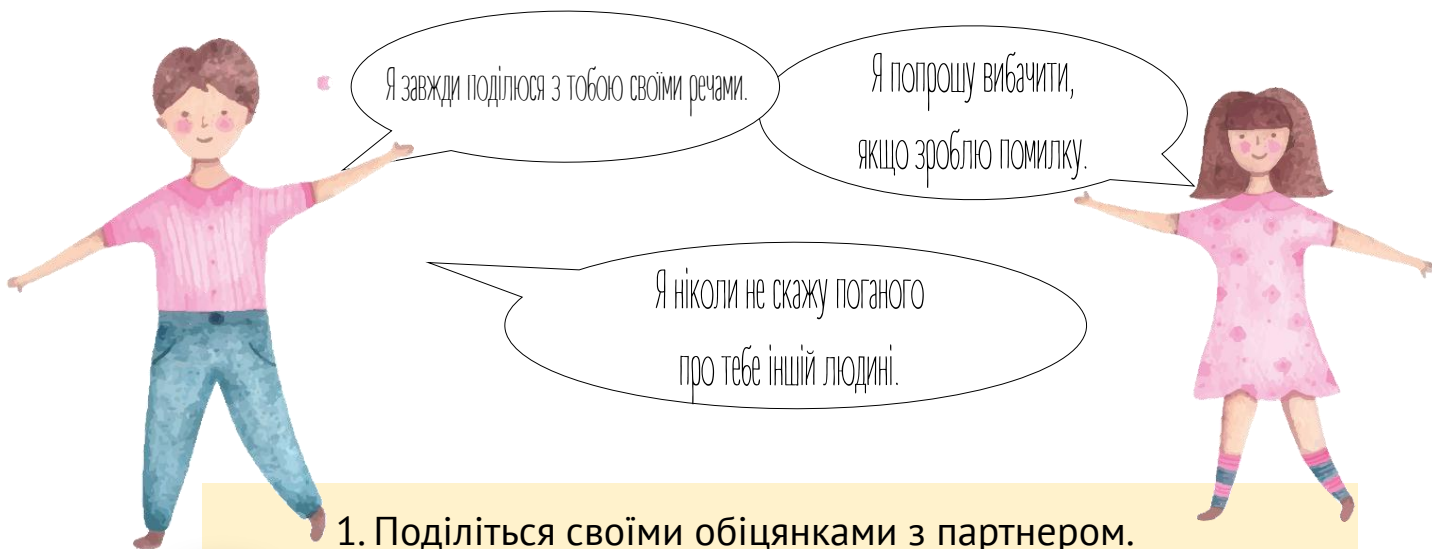 Я завжди поділюся з тобою своїми речами.
Я попрошу вибачити,
якщо зроблю помилку.
Я ніколи не скажу поганого
про тебе іншій людині.
1. Поділіться своїми обіцянками з партнером.